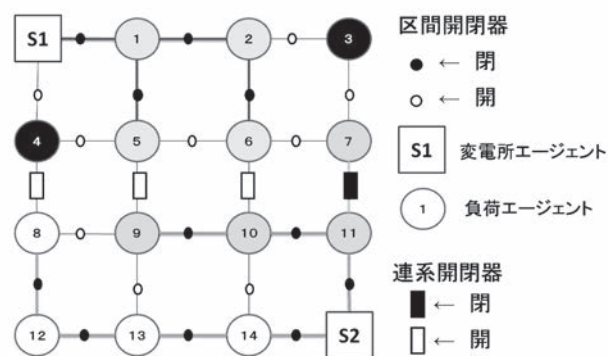 S1
1
2
3
4
5
6
7
8
9
10
11
12
13
14
S2
区間開閉器
← 閉
← 開
S1 変電所エージェント
1 負荷エージェント
連系開閉器
← 閉
← 開